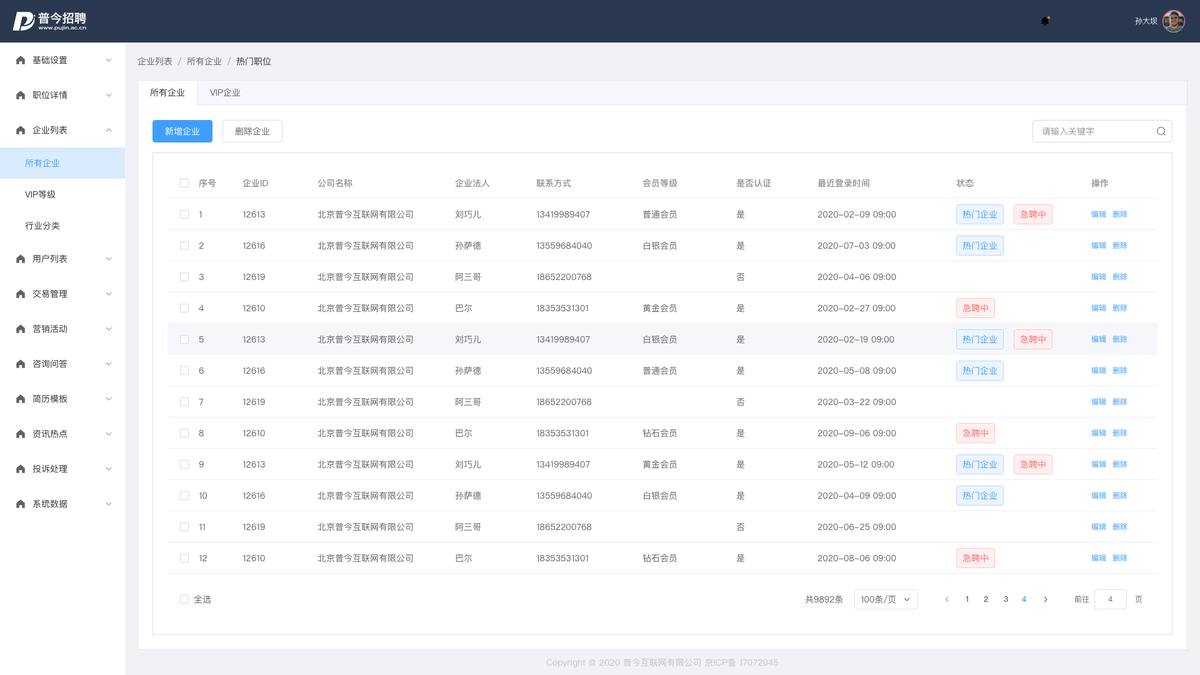 普今招聘
www.pujin.ac.cn
孙大坝
基础设置
职位详情
企业列表
所有企业
VIP等级
行业分类
用户列表
交易管理
营销活动
咨询问答
简历模板
资讯热点
投诉处理
系统数据
企业列表 / 所有企业 / 热门职位
所有企业 VIP企业
新增企业 删除企业 请输入关键字
序号 企业ID 公司名称 企业法人 联系方式 会员等级 是否认证 最近登录时间 状态 操作
1 12613 北京普今互联网有限公司 刘巧儿 13419989407 普通会员 是 2020-02-09 09:00 热门企业 急聘中 编辑 删除
2 12616 北京普今互联网有限公司 孙萨德 13559684040 白银会员 是 2020-07-03 09:00 热门企业 编辑 删除
3 12619 北京普今互联网有限公司 阿三哥 18652200768 否 2020-04-06 09:00 编辑 删除
4 12610 北京普今互联网有限公司 巴尔 18353531301 黄金会员 是 2020-02-27 09:00 急聘中 编辑 删除
5 12613 北京普今互联网有限公司 刘巧儿 13419989407 白银会员 是 2020-02-19 09:00 热门企业 急聘中 编辑 删除
6 12616 北京普今互联网有限公司 孙萨德 13559684040 普通会员 是 2020-05-08 09:00 热门企业 编辑 删除
7 12619 北京普今互联网有限公司 阿三哥 18652200768 否 2020-03-22 09:00 编辑 删除
8 12610 北京普今互联网有限公司 巴尔 18353531301 钻石会员 是 2020-09-06 09:00 急聘中 编辑 删除
9 12613 北京普今互联网有限公司 刘巧儿 13419989407 黄金会员 是 2020-05-12 09:00 热门企业 急聘中 编辑 删除
10 12616 北京普今互联网有限公司 孙萨德 13559684040 白银会员 是 2020-04-09 09:00 热门企业 编辑 删除
11 12619 北京普今互联网有限公司 阿三哥 18652200768 否 2020-06-25 09:00 编辑 删除
12 12610 北京普今互联网有限公司 巴尔 18353531301 钻石会员 是 2020-08-06 09:00 急聘中 编辑 删除
全选 共9892条 100条/页 1 2 3 4 前往 4 页
Copyright © 2020 普今互联网有限公司 京ICP备 17072045